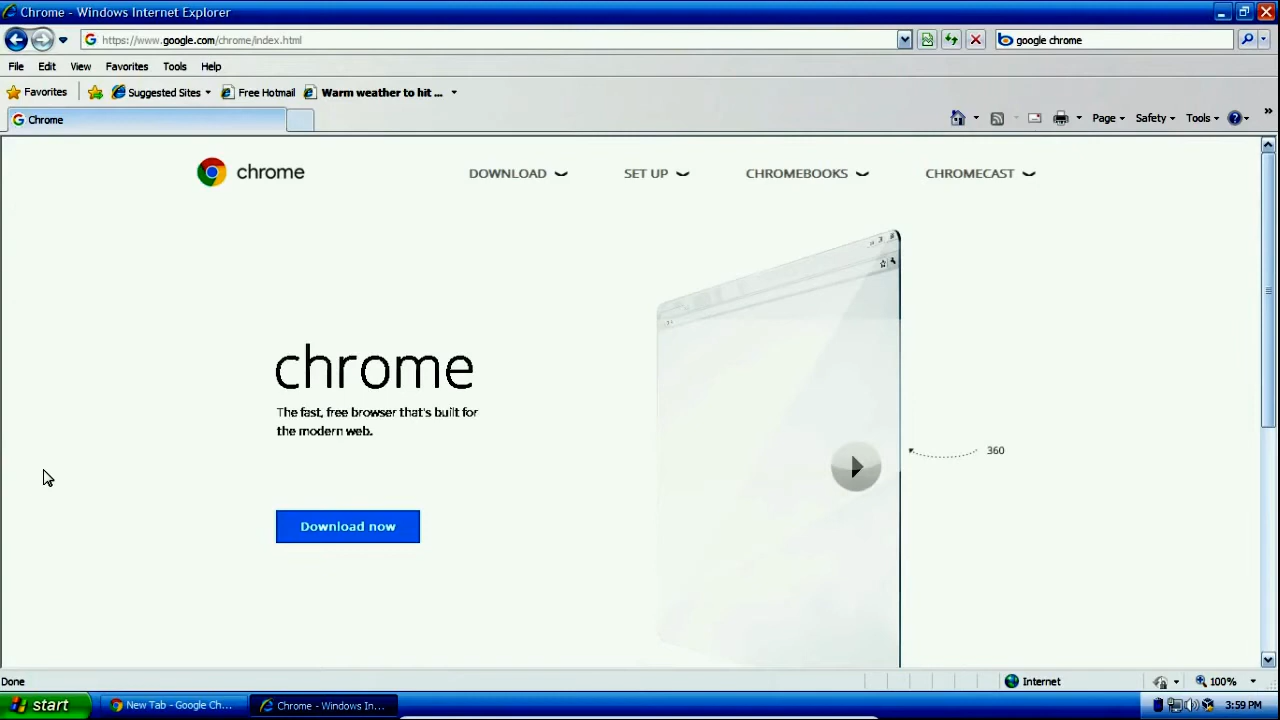 Chrome - Windows Internet Explorer
https://www.google.com/chrome/index.html
google chrome
File Edit View Favorites Tools Help
Favorites Suggested Sites Free Hotmail Warm weather to hit ...
Chrome
Page Safety Tools
chrome
DOWNLOAD SET UP CHROMEBOOKS CHROMECAST
chrome
The fast, free browser that's built for
the modern web.
360
Download now
Done
Internet
100%
start
New Tab - Google Ch...
Chrome - Windows In...
3:59 PM